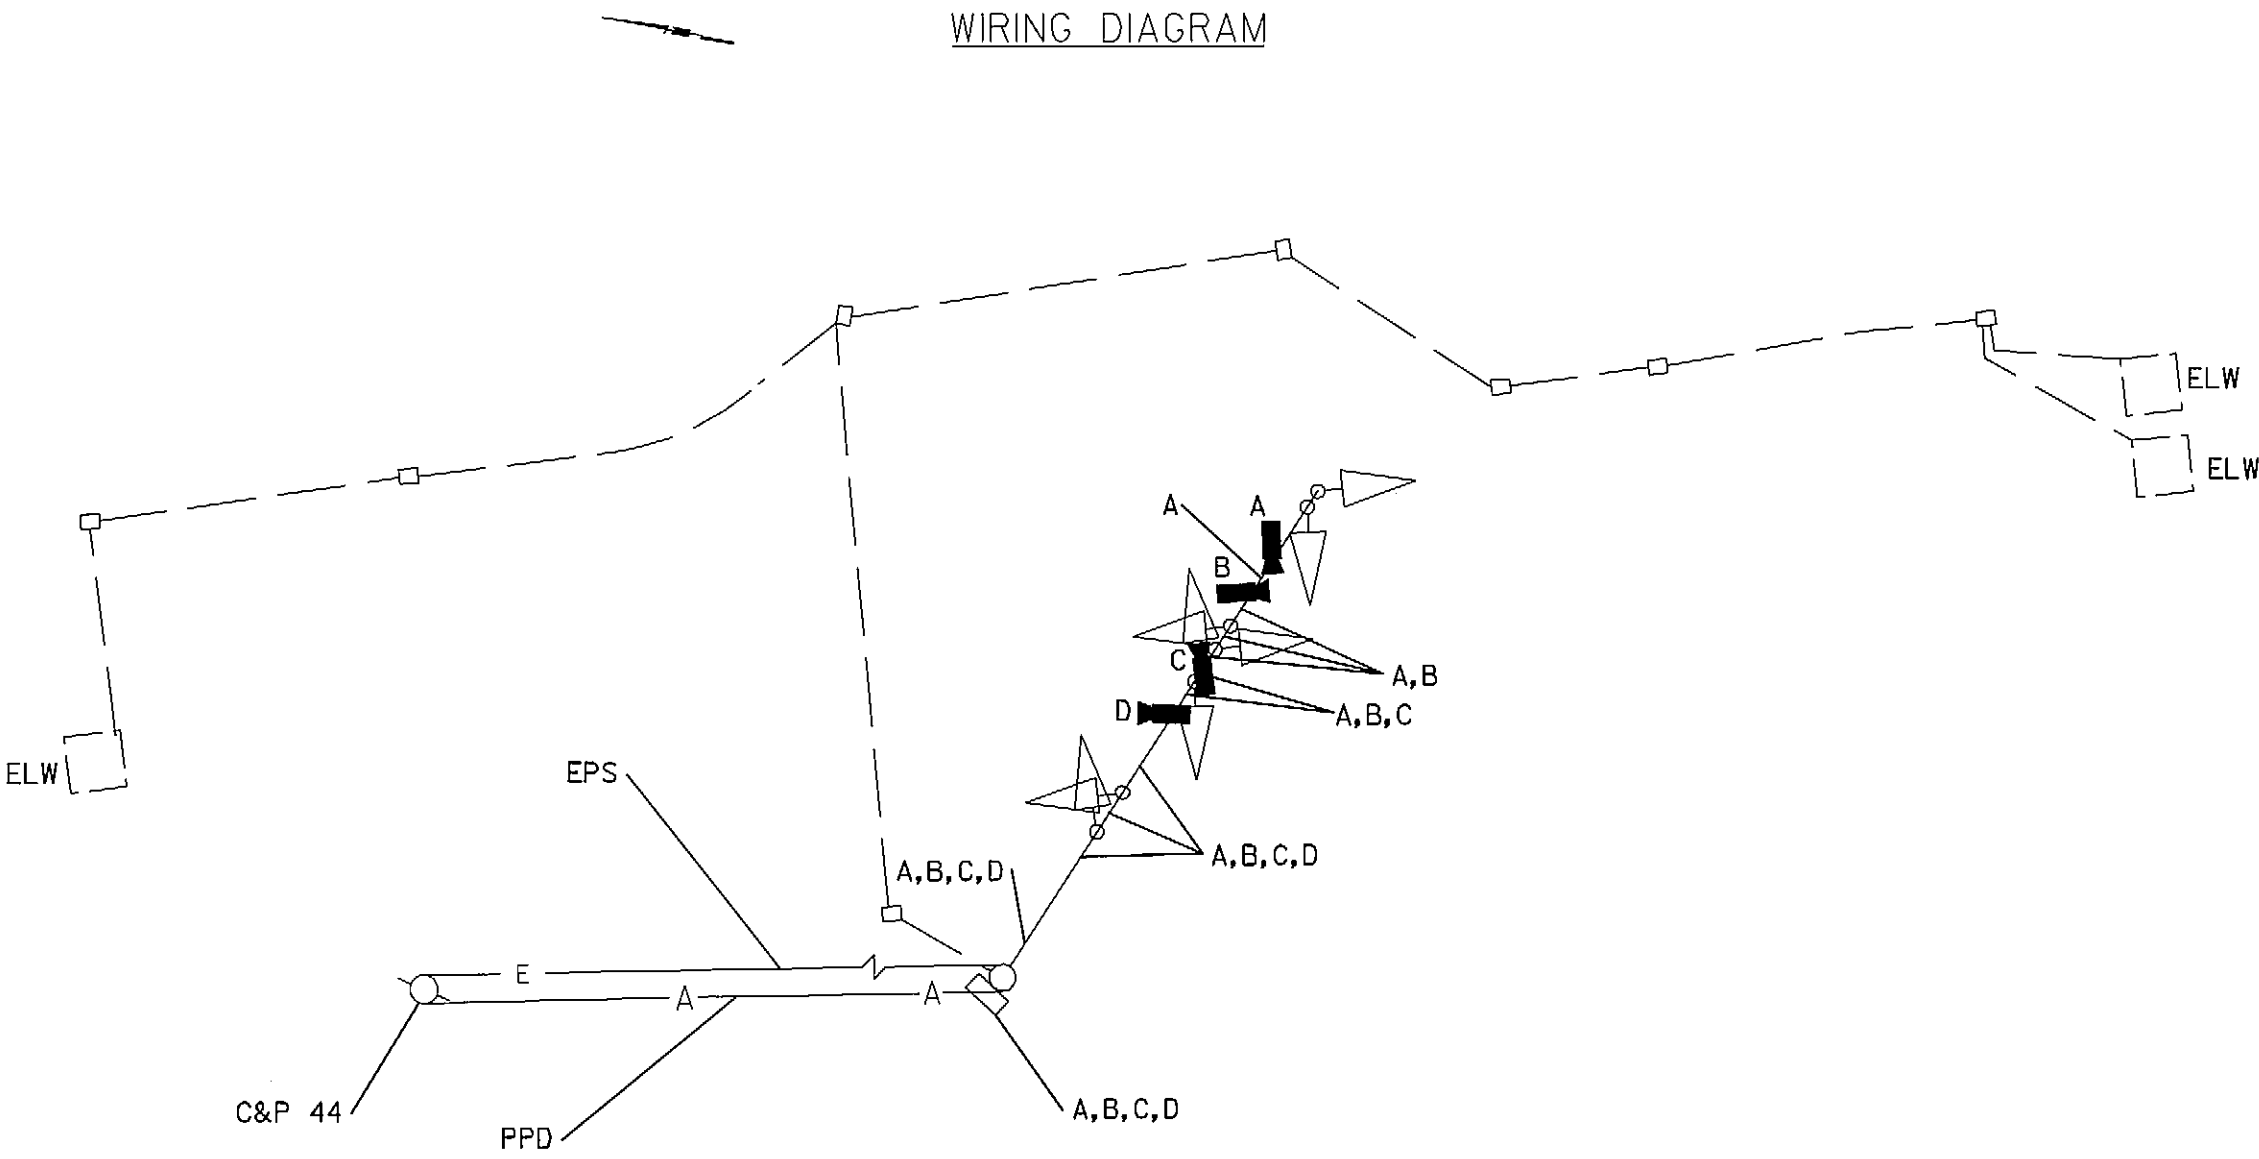 WIRING DIAGRAM
ELW
ELW
A
A
B
C
A,B
D
A,B,C
ELW
EPS
A,B,C,D
A,B,C,D
E
A
A
C&P 44
PPD
A,B,C,D